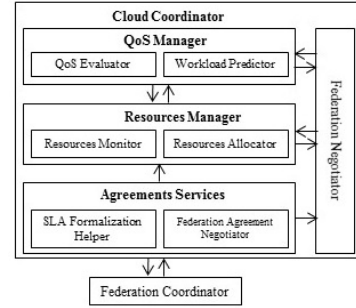 Cloud Coordinator
QoS Manager
QoS Evaluator
Workload Predictor
Resources Manager
Resources Monitor
Resources Allocator
Agreements Services
SLA Formalization
Helper
Federation Agreement
Negotiator
Federation Negotiator
Federation Coordinator